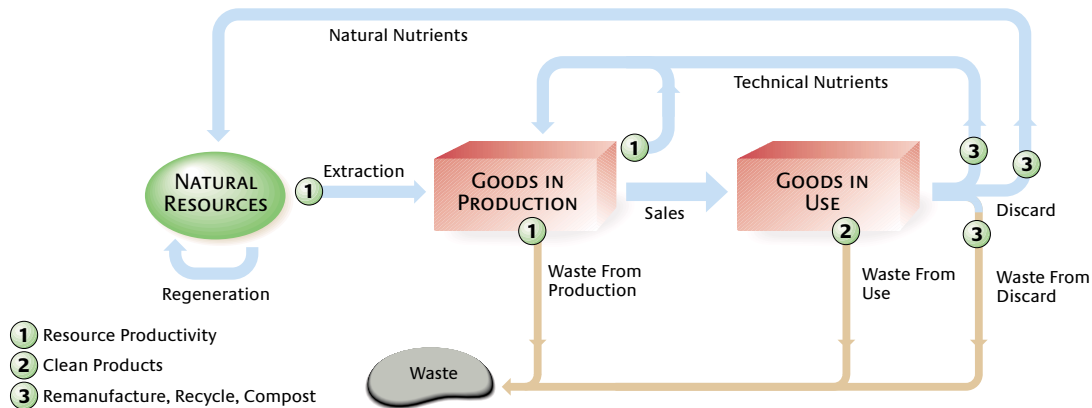 Natural Nutrients
Technical Nutrients
NATURAL
RESOURCES
1
Extraction
GOODS IN
PRODUCTION
1
1
Sales
GOODS IN
USE
2
3
3
Discard
3
Regeneration
Waste From
Production
Waste From
Use
Waste From
Discard
1 Resource Productivity
2 Clean Products
3 Remanufacture, Recycle, Compost
Waste